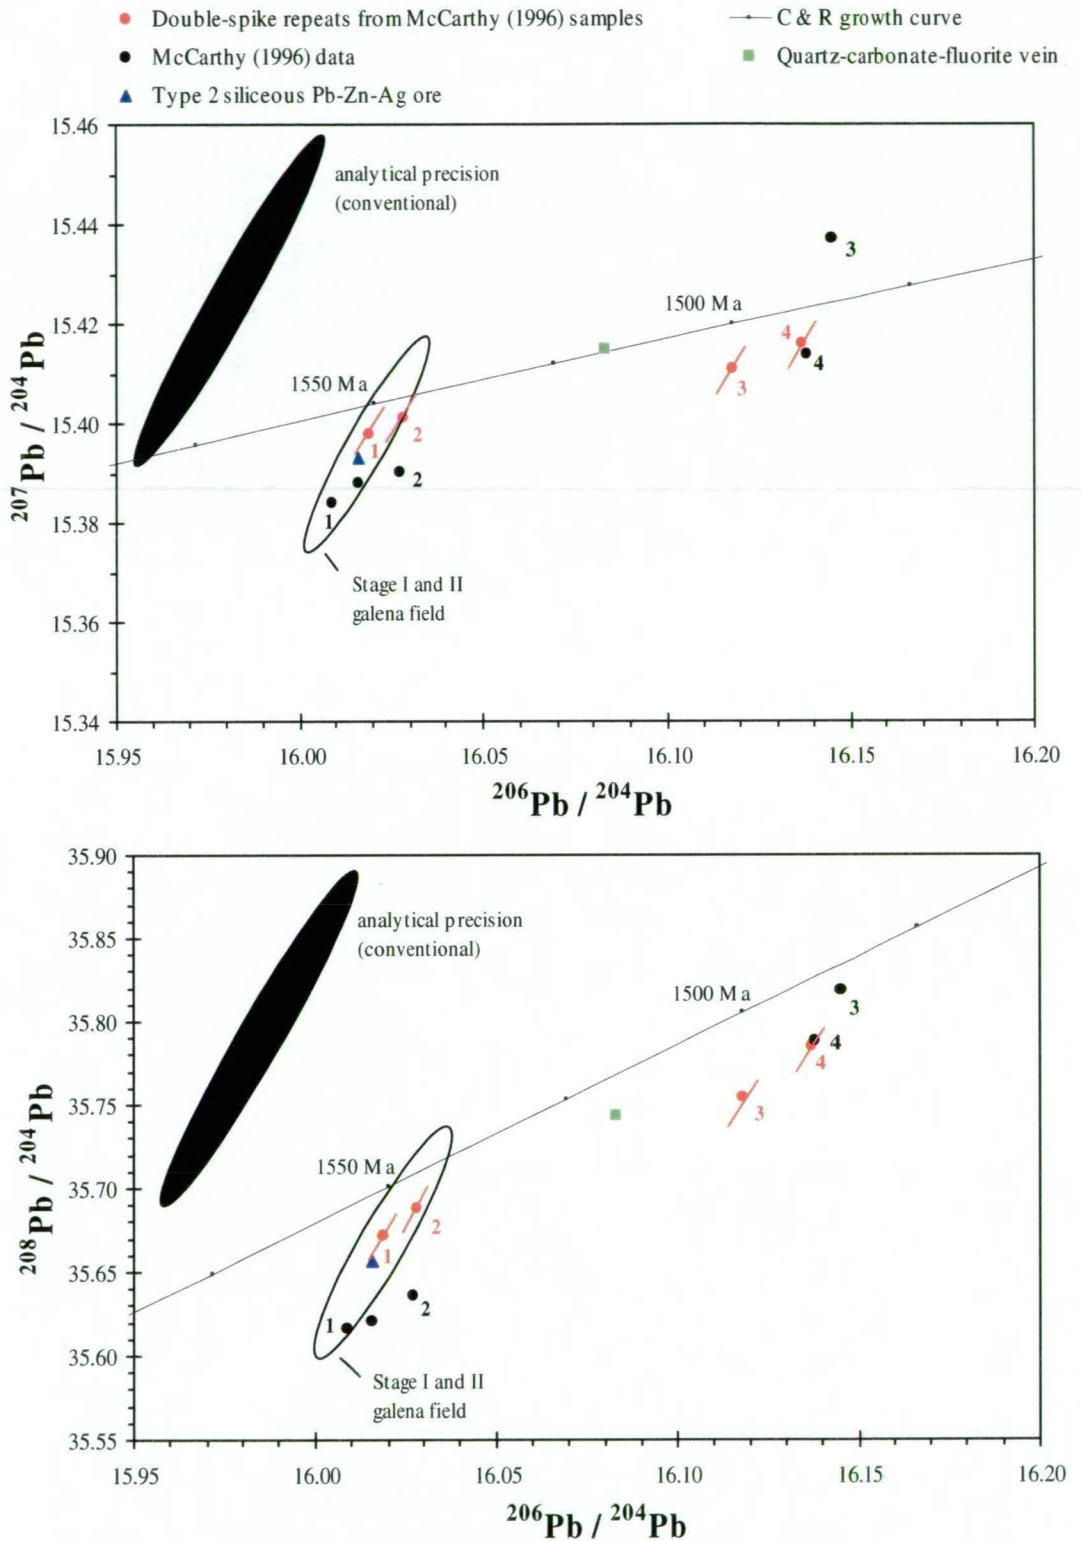 Double-spike repeats from McCarthy (1996) samples
C & R growth curve
McCarthy (1996) data
Quartz-carbonate-fluorite vein
Type 2 siliceous Pb-Zn-Ag ore
15.46
analytical precision
(conventional)
15.44
3
1500 Ma
15.42
4
4
3
1550 Ma
15.40
1
2
2
1
15.38
Stage I and II
galena field
15.36
15.34
207Pb / 204Pb
15.95 16.00 16.05 16.10 16.15 16.20
206Pb / 204Pb
35.90
analytical precision
(conventional)
35.85
1500 Ma
3
35.80
4
4
35.75
3
1550 Ma
35.70
2
1
35.65
2
1
35.60
Stage I and II
galena field
35.55
208Pb / 204Pb
15.95 16.00 16.05 16.10 16.15 16.20
206Pb / 204Pb